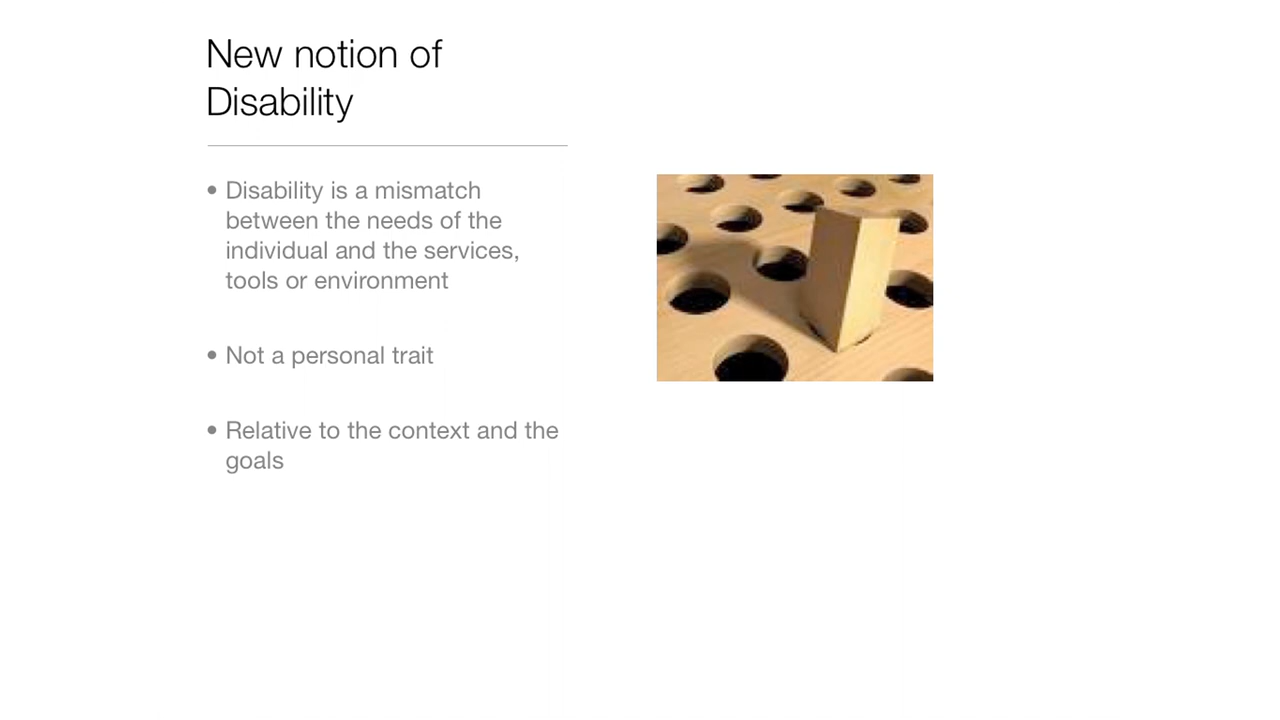 New notion of
Disability
• Disability is a mismatch
between the needs of the
individual and the services,
tools or environment
• Not a personal trait
• Relative to the context and the
goals